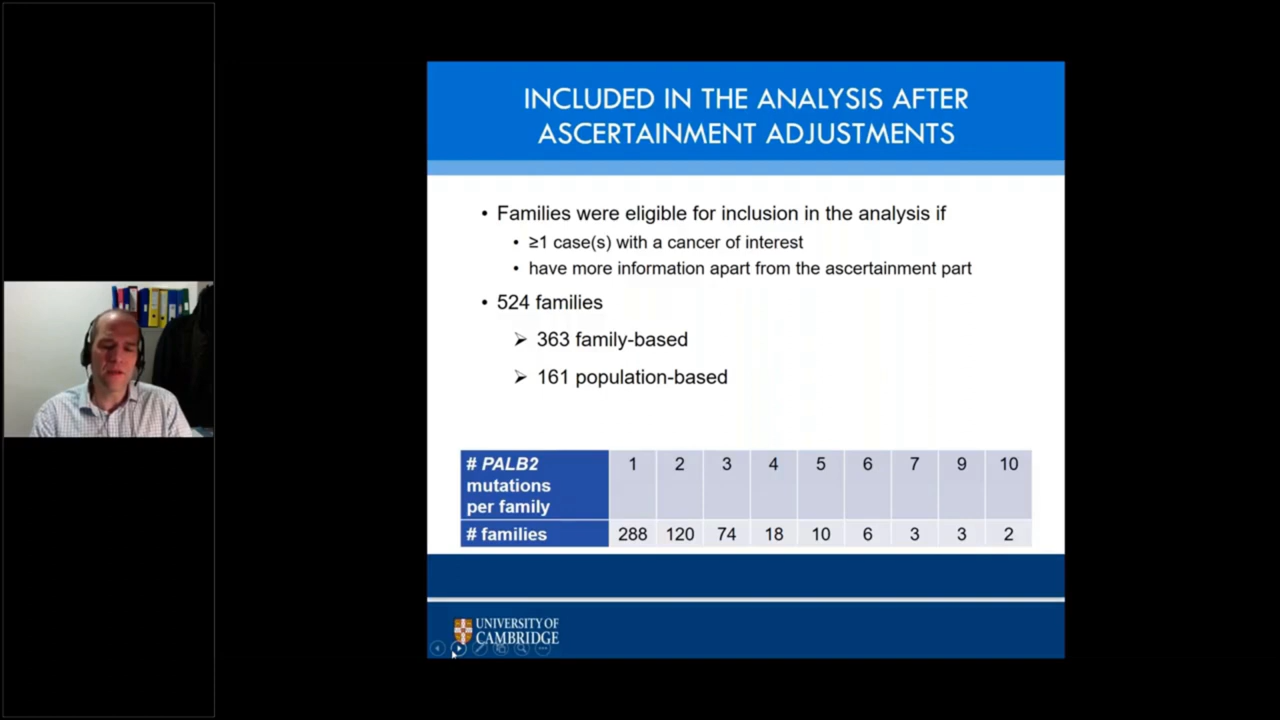 INCLUDED IN THE ANALYSIS AFTER
ASCERTAINMENT ADJUSTMENTS
• Families were eligible for inclusion in the analysis if
• ≥1 case(s) with a cancer of interest
• have more information apart from the ascertainment part
• 524 families
➢ 363 family-based
➢ 161 population-based
# PALB2 mutations per family 1 2 3 4 5 6 7 9 10
# families 288 120 74 18 10 6 3 3 2
UNIVERSITY OF
CAMBRIDGE